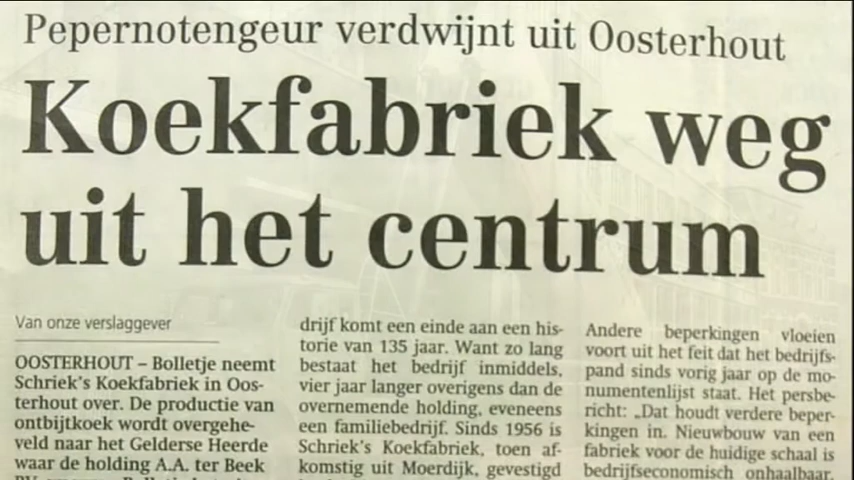 Pepernotengeur verdwijnt uit Oosterhout
Koekfabriek weg
uit het centrum
Van onze verslaggever
OOSTERHOUT – Bolletje neemt
Schriek's Koekfabriek in Oos-
terhout over. De productie van
ontbijtkoek wordt overgehe-
veld naar het Gelderse Heerde
waar de holding A.A. ter Beek
drijf komt een einde aan een his-
torie van 135 jaar. Want zo lang
bestaat het bedrijf inmiddels,
vier jaar langer overigens dan de
overnemende holding, eveneens
een familiebedrijf. Sinds 1956 is
Schriek's Koekfabriek, toen af-
komstig uit Moerdijk, gevestigd
Andere beperkingen vloeien
voort uit het feit dat het bedrijfs-
pand sinds vorig jaar op de mo-
numentenlijst staat. Het persbe-
richt: „Dat houdt verdere beper-
kingen in. Nieuwbouw van een
fabriek voor de huidige schaal is
bedrijfseconomisch onhaalbaar.